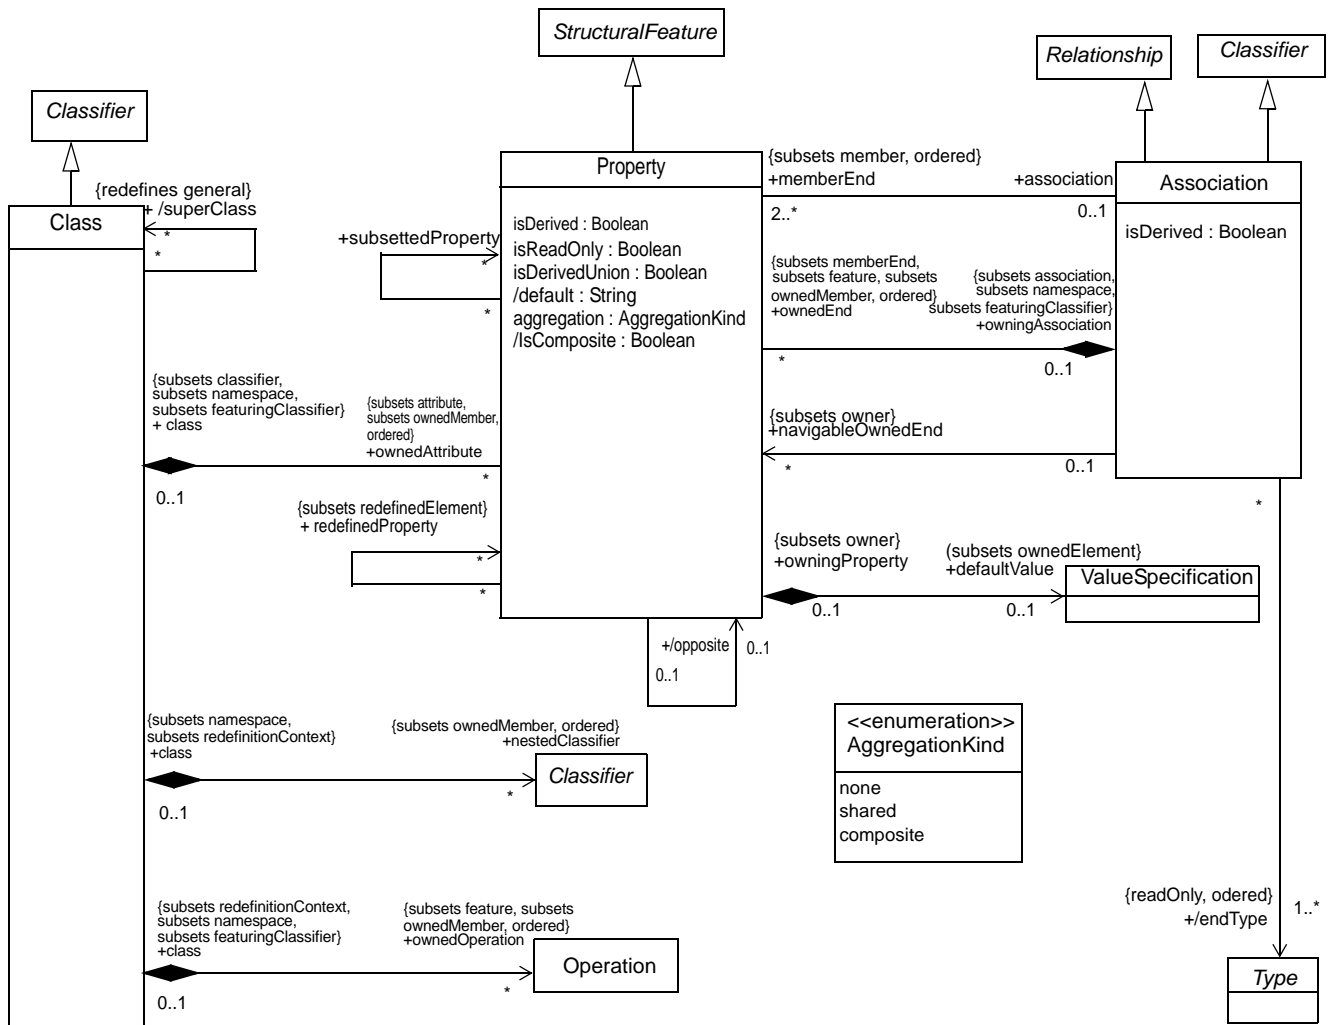 StructuralFeature
Relationship
Classifier
Classifier
{redefines general}
+ /superClass
*
*
Class
Property
isDerived : Boolean
isReadOnly : Boolean
isDerivedUnion : Boolean
/default : String
aggregation : AggregationKind
/IsComposite : Boolean
+subsettedProperty
*
*
{subsets member, ordered}
+memberEnd
+association
2..*
0..1
Association
isDerived : Boolean
{subsets memberEnd,
subsets feature, subsets
ownedMember, ordered}
+ownedEnd
{subsets association,
subsets namespace,
subsets featuringClassifier}
+owningAssociation
*
0..1
{subsets classifier,
subsets namespace,
subsets featuringClassifier}
+ class
{subsets attribute,
subsets ownedMember,
ordered}
+ownedAttribute
0..1
*
{subsets owner}
+navigableOwnedEnd
*
0..1
{subsets redefinedElement}
+ redefinedProperty
*
*
{subsets owner}
+owningProperty
(subsets ownedElement}
+defaultValue
0..1
0..1
ValueSpecification
*
+/opposite
0..1
0..1
{subsets namespace,
subsets redefinitionContext}
+class
{subsets ownedMember, ordered}
+nestedClassifier
0..1
*
Classifier
<<enumeration>>
AggregationKind
none
shared
composite
{subsets redefinitionContext,
subsets namespace,
subsets featuringClassifier}
+class
{subsets feature, subsets
ownedMember, ordered}
+ownedOperation
0..1
*
Operation
{readOnly, odered}
+/endType
1..*
Type